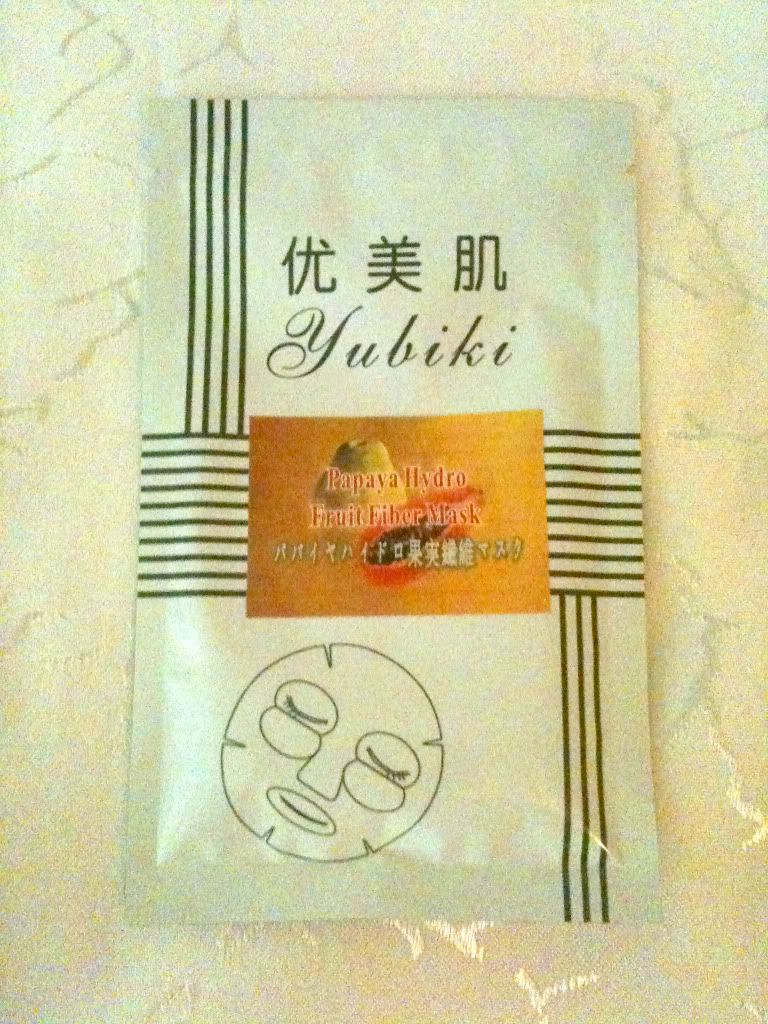 优美肌
Yubiki
Papaya Hydro
Fruit Fiber Mask
パパイヤハイドロ果実繊維マスク